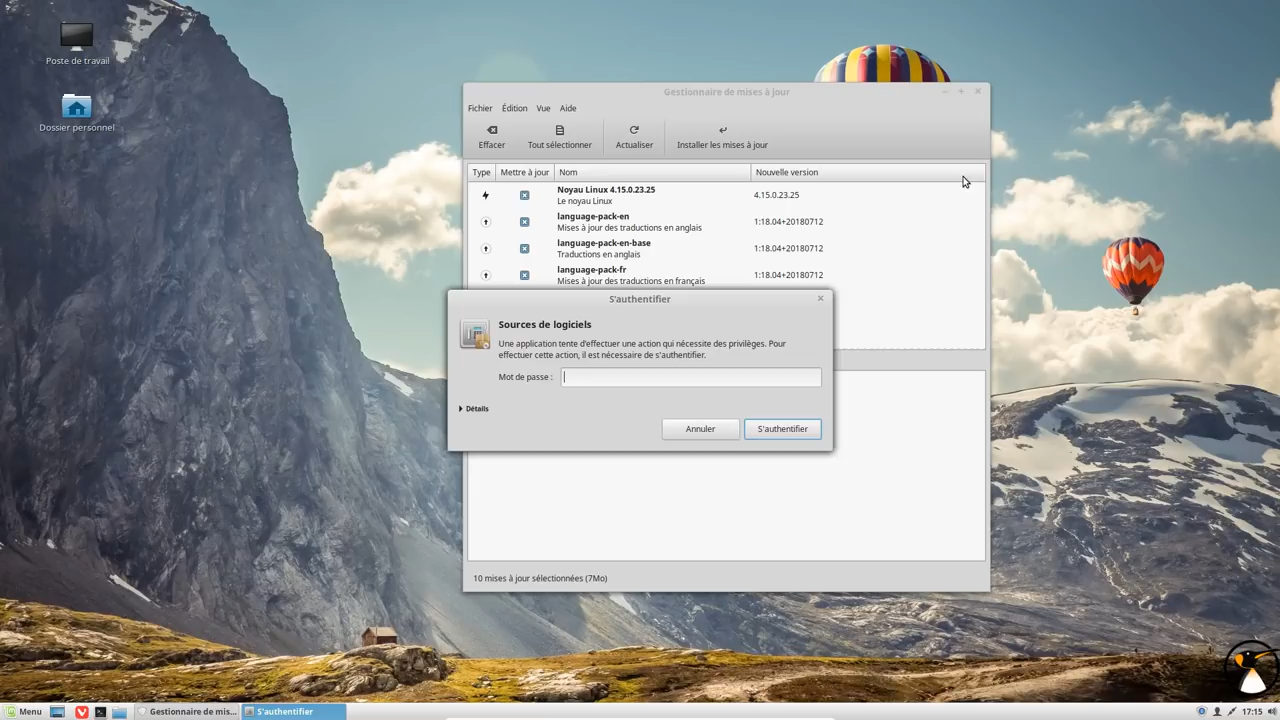 Poste de travail
Dossier personnel
Gestionnaire de mises à jour
Fichier Édition Vue Aide
Effacer Tout sélectionner Actualiser Installer les mises à jour
Type Mettre à jour Nom Nouvelle version
Noyau Linux 4.15.0.23.25
Le noyau Linux
4.15.0.23.25
language-pack-en
Mises à jour des traductions en anglais
1:18.04+20180712
language-pack-en-base
Traductions en anglais
1:18.04+20180712
language-pack-fr
Mises à jour des traductions en français
1:18.04+20180712
S'authentifier
Sources de logiciels
Une application tente d'effectuer une action qui nécessite des privilèges. Pour
effectuer cette action, il est nécessaire de s'authentifier.
Mot de passe :
Détails
Annuler S'authentifier
10 mises à jour sélectionnées (7Mo)
Menu Gestionnaire de mis... S'authentifier 17:15